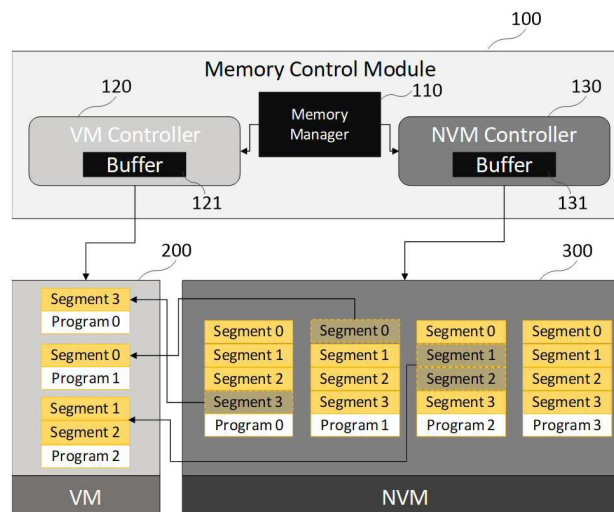 100
Memory Control Module
120
110
130
VM Controller
Buffer
121
Memory
Manager
NVM Controller
Buffer
131
200
Segment 3
Program 0
Segment 0
Program 1
Segment 1
Segment 2
Program 2
VM
300
Segment 0
Segment 1
Segment 2
Segment 3
Program 0
Segment 0
Segment 1
Segment 2
Segment 3
Program 1
Segment 0
Segment 1
Segment 2
Segment 3
Program 2
Segment 0
Segment 1
Segment 2
Segment 3
Program 3
NVM